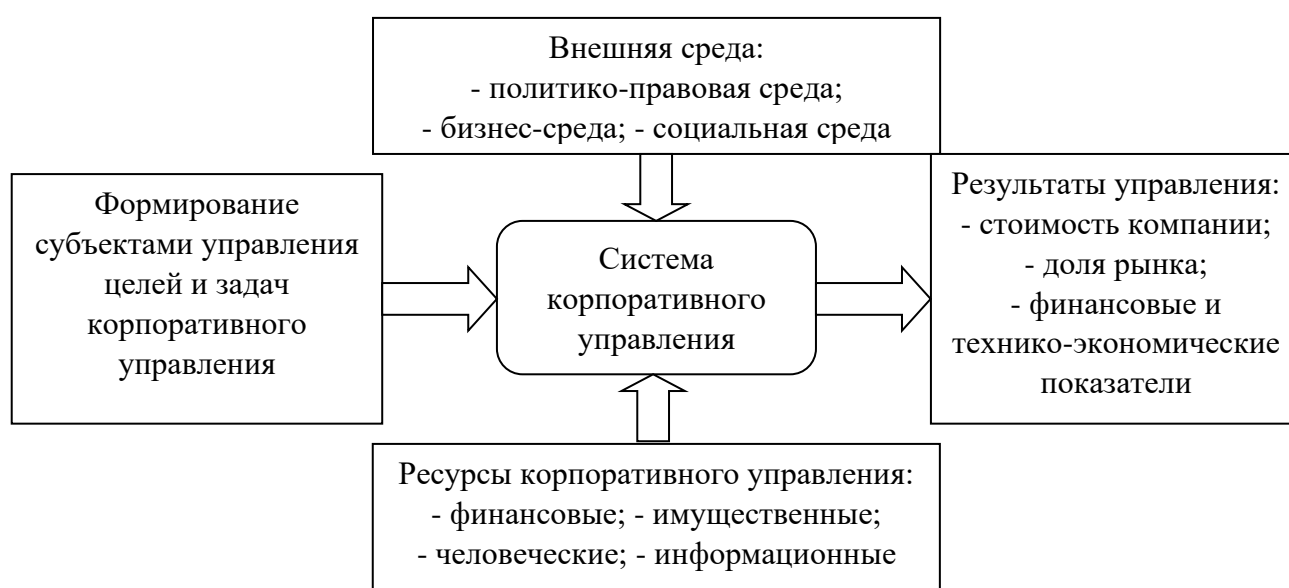 Внешняя среда:
- политико-правовая среда;
- бизнес-среда; - социальная среда
Формирование
субъектами управления
целей и задач
корпоративного
управления
Система
корпоративного
управления
Результаты управления:
- стоимость компании;
- доля рынка;
- финансовые и
технико-экономические
показатели
Ресурсы корпоративного управления:
- финансовые; - имущественные;
- человеческие; - информационные